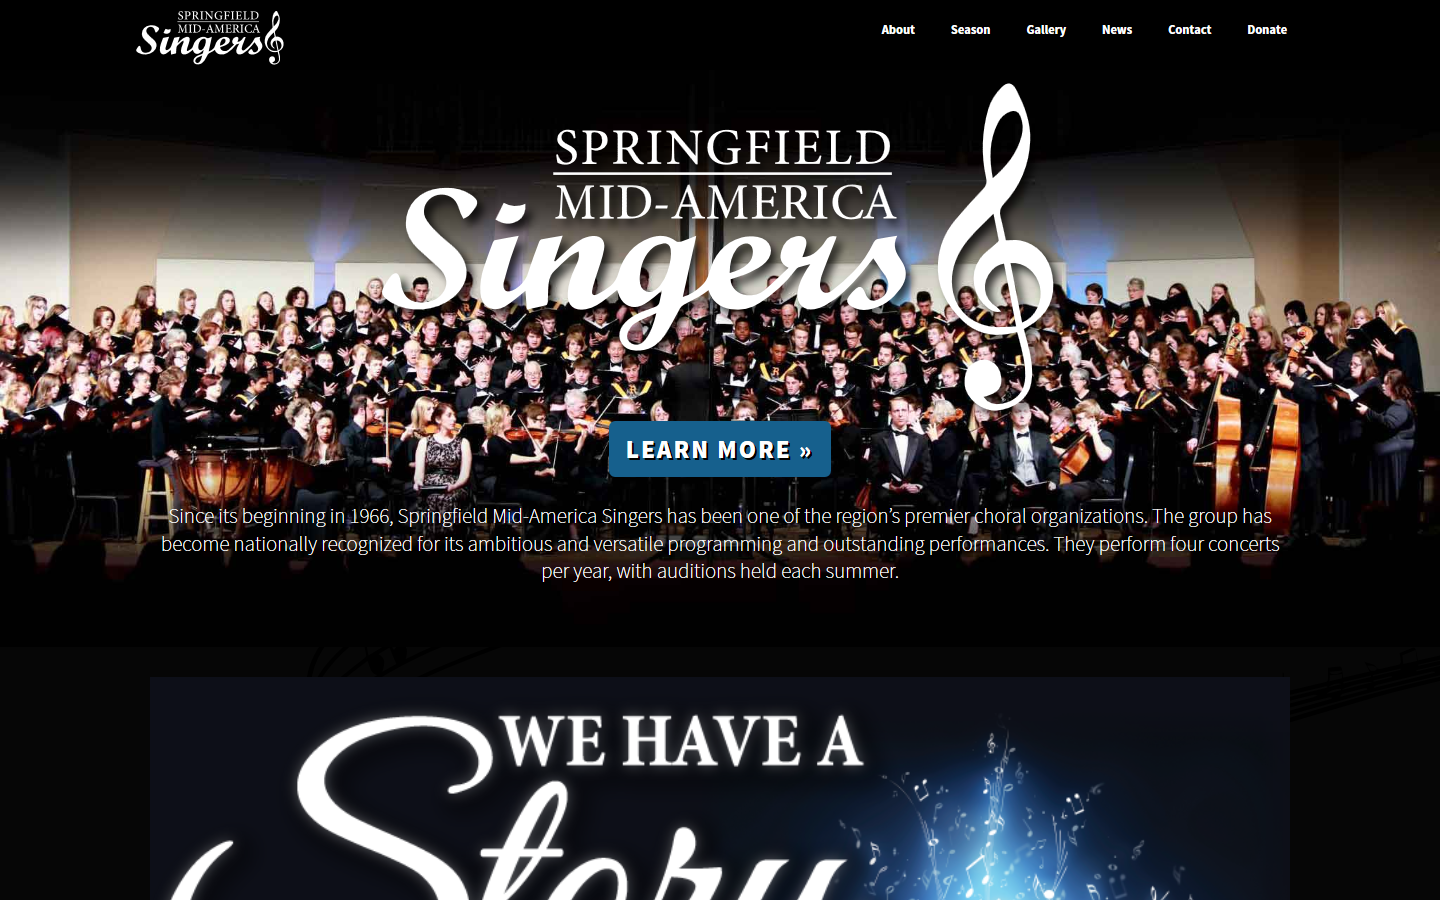 SPRINGFIELD
MID-AMERICA
Singers
About
Season
Gallery
News
Contact
Donate
SPRINGFIELD
MID-AMERICA
Singers
LEARN MORE »
Since its beginning in 1966, Springfield Mid-America Singers has been one of the region’s premier choral organizations. The group has
become nationally recognized for its ambitious and versatile programming and outstanding performances. They perform four concerts
per year, with auditions held each summer.
WE HAVE A
Story